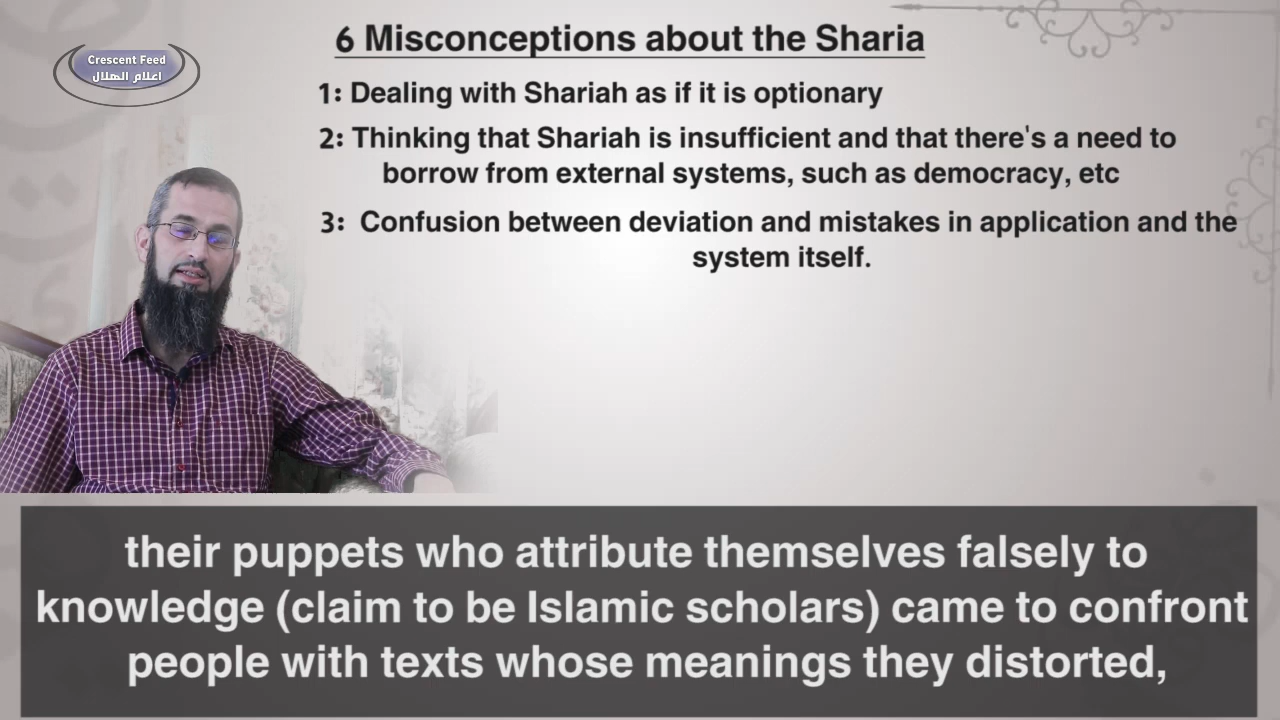 6 Misconceptions about the Sharia
Crescent Feed
اعلام الهلال
1: Dealing with Shariah as if it is optionary
2: Thinking that Shariah is insufficient and that there's a need to
borrow from external systems, such as democracy, etc
3: Confusion between deviation and mistakes in application and the
system itself.
their puppets who attribute themselves falsely to
knowledge (claim to be Islamic scholars) came to confront
people with texts whose meanings they distorted,